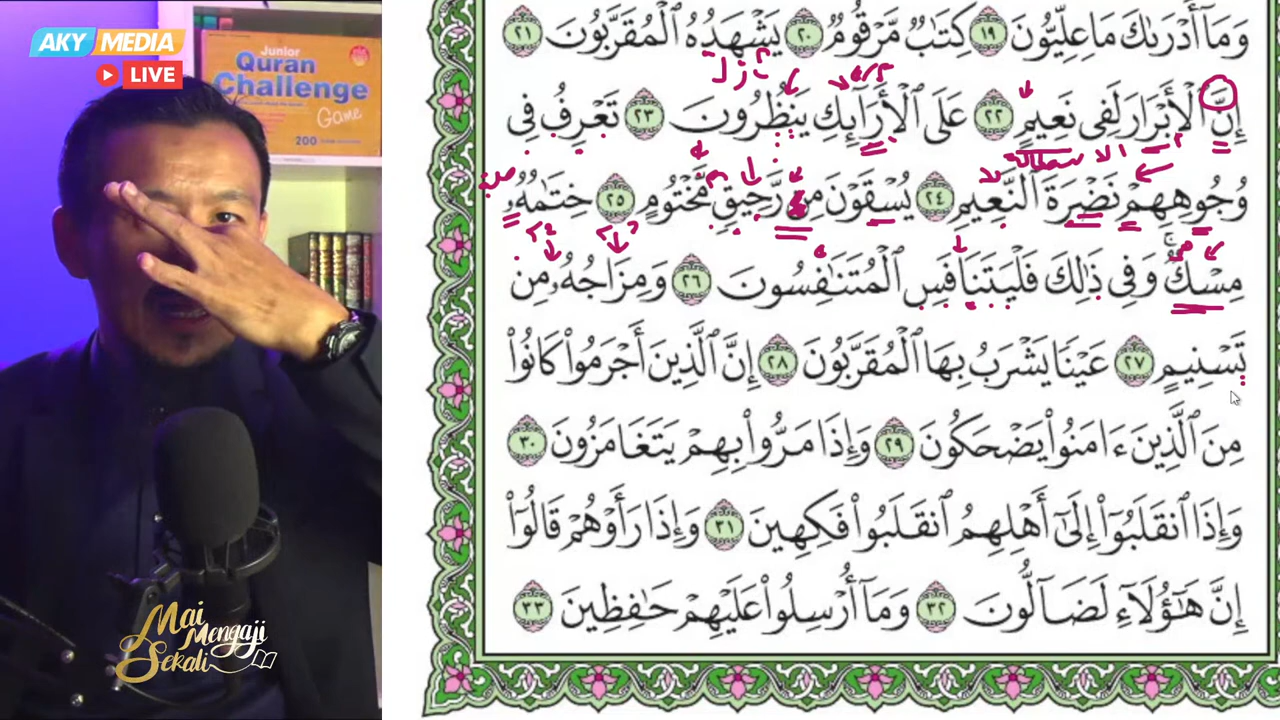 AKY MEDIA
LIVE
Junior
Quran
Challenge
Game
200
Mai
Mengaji
Sekali
وَمَآ أَدْرَىٰكَ مَا عِلِّيُّونَ ١٩ كِتَٰبٌ مَّرْقُومٌ ٢٠ يَشْهَدُهُ ٱلْمُقَرَّبُونَ ٢١
إِنَّ ٱلْأَبْرَارَ لَفِى نَعِيمٍ ٢٢ عَلَى ٱلْأَرَآئِكِ يَنظُرُونَ ٢٣ تَعْرِفُ فِى
وُجُوهِهِمْ نَضْرَةَ ٱلنَّعِيمِ ٢٤ يُسْقَوْنَ مِن رَّحِيقٍ مَّخْتُومٍ ٢٥ خِتَٰمُهُۥ
مِسْكٌ ۚ وَفِى ذَٰلِكَ فَلْيَتَنَافَسِ ٱلْمُتَنَٰفِسُونَ ٢٦ وَمِزَاجُهُۥ مِن
تَسْنِيمٍ ٢٧ عَيْنًا يَشْرَبُ بِهَا ٱلْمُقَرَّبُونَ ٢٨ إِنَّ ٱلَّذِينَ أَجْرَمُوا۟ كَانُوا۟
مِنَ ٱلَّذِينَ ءَامَنُوا۟ يَضْحَكُونَ ٢٩ وَإِذَا مَرُّوا۟ بِهِمْ يَتَغَامَزُونَ ٣٠
وَإِذَا ٱنقَلَبُوٓا۟ إِلَىٰٓ أَهْلِهِمُ ٱنقَلَبُوا۟ فَكِهِينَ ٣١ وَإِذَا رَأَوْهُمْ قَالُوٓا۟
إِنَّ هَٰٓؤُلَآءِ لَضَآلُّونَ ٣٢ وَمَآ أُرْسِلُوا۟ عَلَيْهِمْ حَٰفِظِينَ ٣٣